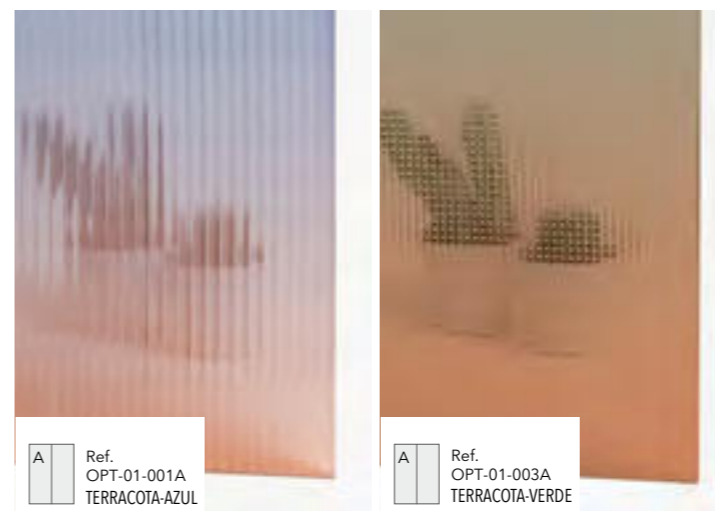 A
Ref.
OPT-01-001A
TERRACOTA-AZUL
A
Ref.
OPT-01-003A
TERRACOTA-VERDE